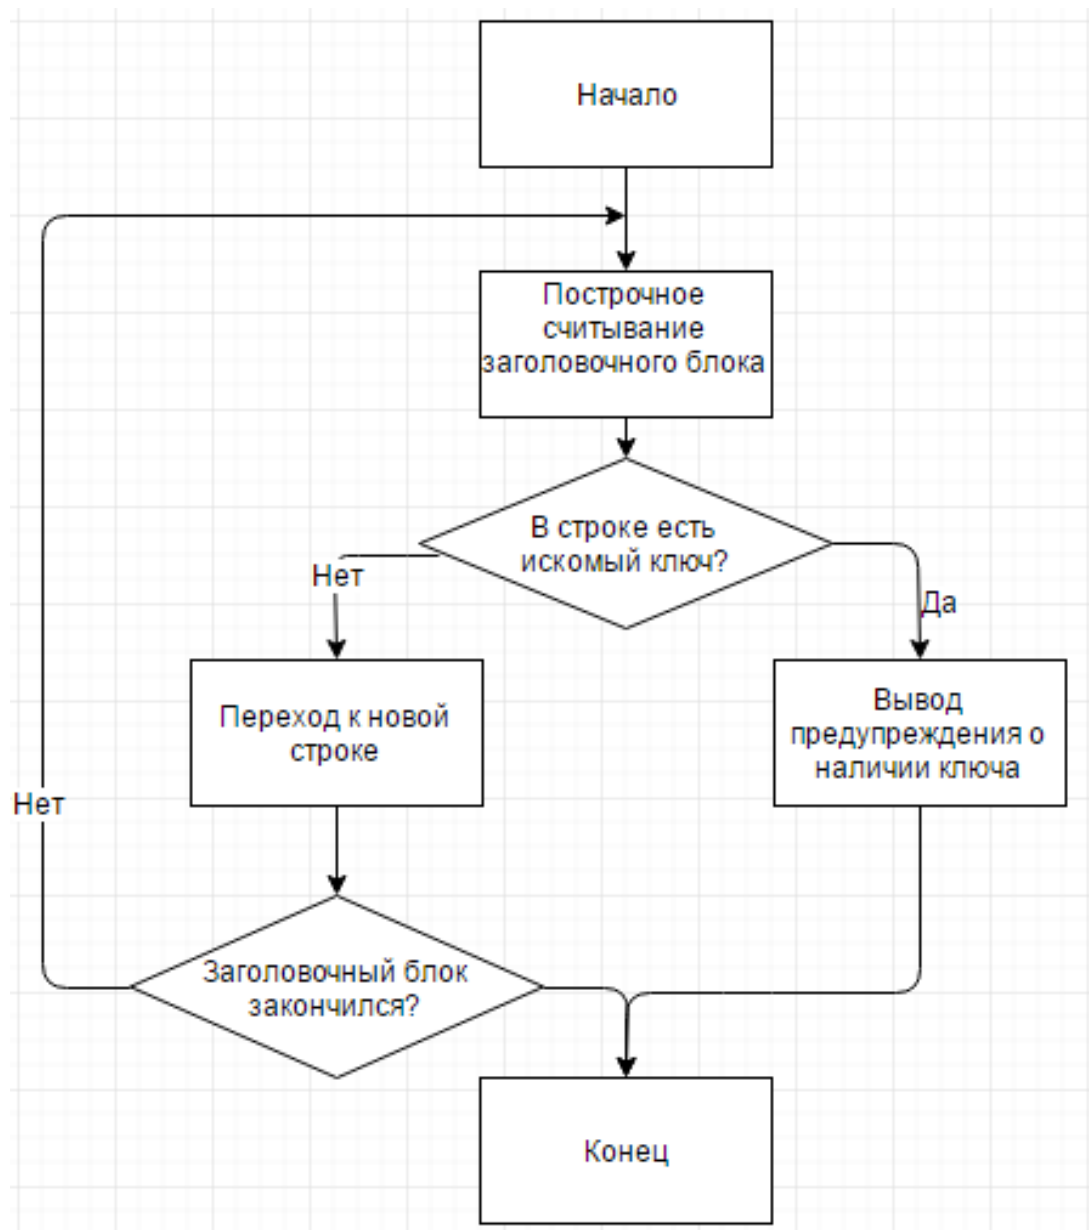 Начало
Построчное
считывание
заголовочного блока
В строке есть
искомый ключ?
Нет
Да
Переход к новой
строке
Вывод
предупреждения о
наличии ключа
Нет
Заголовочный блок
закончился?
Конец